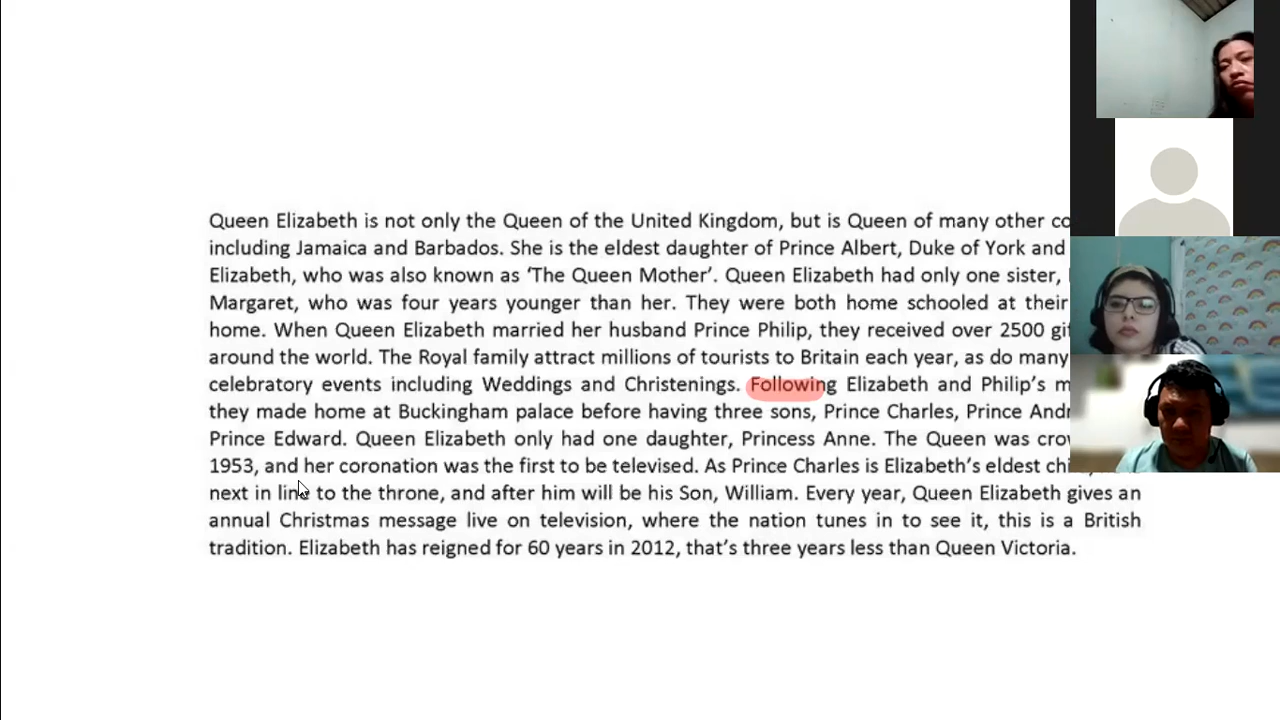 Queen Elizabeth is not only the Queen of the United Kingdom, but is Queen of many other
including Jamaica and Barbados. She is the eldest daughter of Prince Albert, Duke of York and
Elizabeth, who was also known as ‘The Queen Mother’. Queen Elizabeth had only one sister,
Margaret, who was four years younger than her. They were both home schooled at their
home. When Queen Elizabeth married her husband Prince Philip, they received over 2500
around the world. The Royal family attract millions of tourists to Britain each year, as do many
celebratory events including Weddings and Christenings. Following Elizabeth and Philip’s
they made home at Buckingham palace before having three sons, Prince Charles, Prince
Prince Edward. Queen Elizabeth only had one daughter, Princess Anne. The Queen was
1953, and her coronation was the first to be televised. As Prince Charles is Elizabeth’s eldest
next in line to the throne, and after him will be his Son, William. Every year, Queen Elizabeth gives an
annual Christmas message live on television, where the nation tunes in to see it, this is a British
tradition. Elizabeth has reigned for 60 years in 2012, that’s three years less than Queen Victoria.